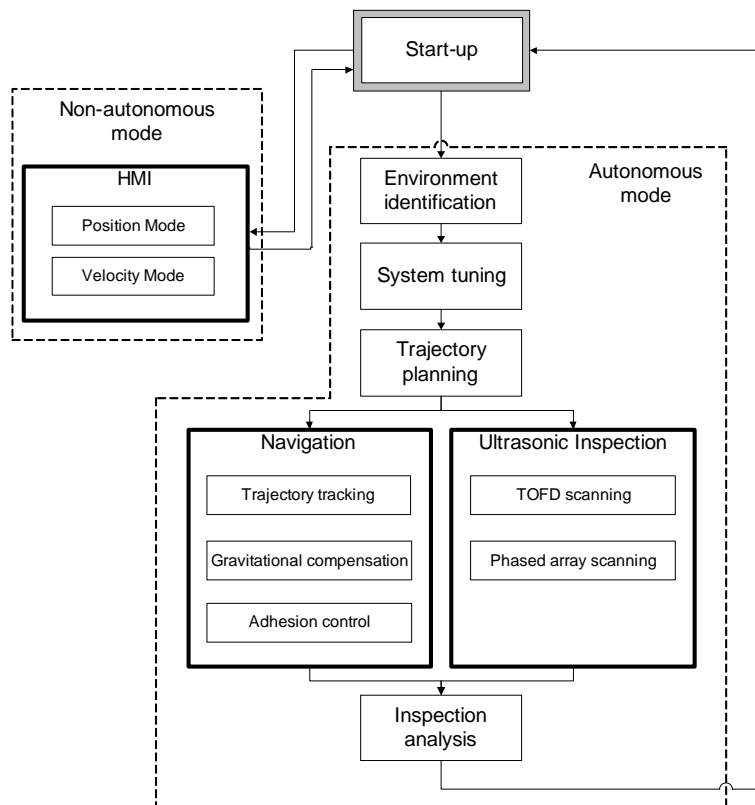 Start-up
Non-autonomous
mode
HMI
Position Mode
Velocity Mode
Autonomous
mode
Environment
identification
System tuning
Trajectory
planning
Navigation
Trajectory tracking
Gravitational compensation
Adhesion control
Ultrasonic Inspection
TOFD scanning
Phased array scanning
Inspection
analysis